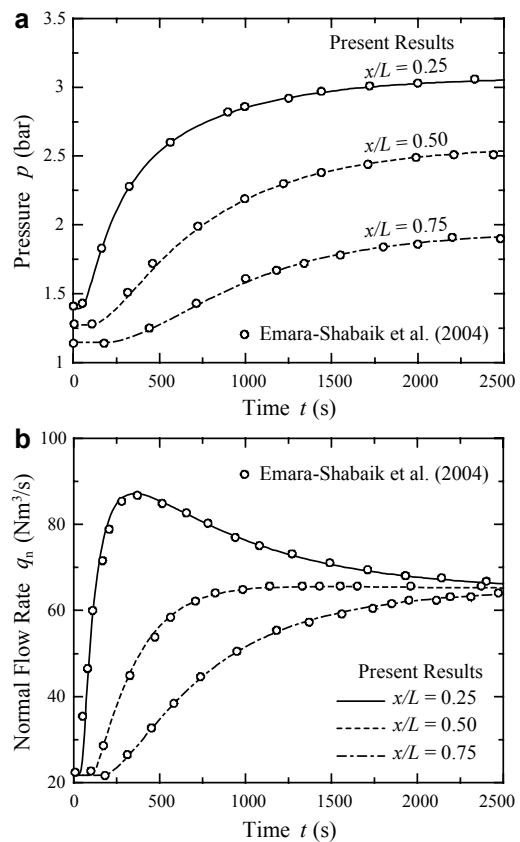 a
Present Results
x/L = 0.25
x/L = 0.50
x/L = 0.75
Emara-Shabaik et al. (2004)
Pressure p (bar)
3.5
3
2.5
2
1.5
1
0
500
1000
1500
2000
2500
Time t (s)
b
Emara-Shabaik et al. (2004)
Normal Flow Rate qₙ (Nm³/s)
100
80
60
40
20
Present Results
x/L = 0.25
x/L = 0.50
x/L = 0.75
0
500
1000
1500
2000
2500
Time t (s)